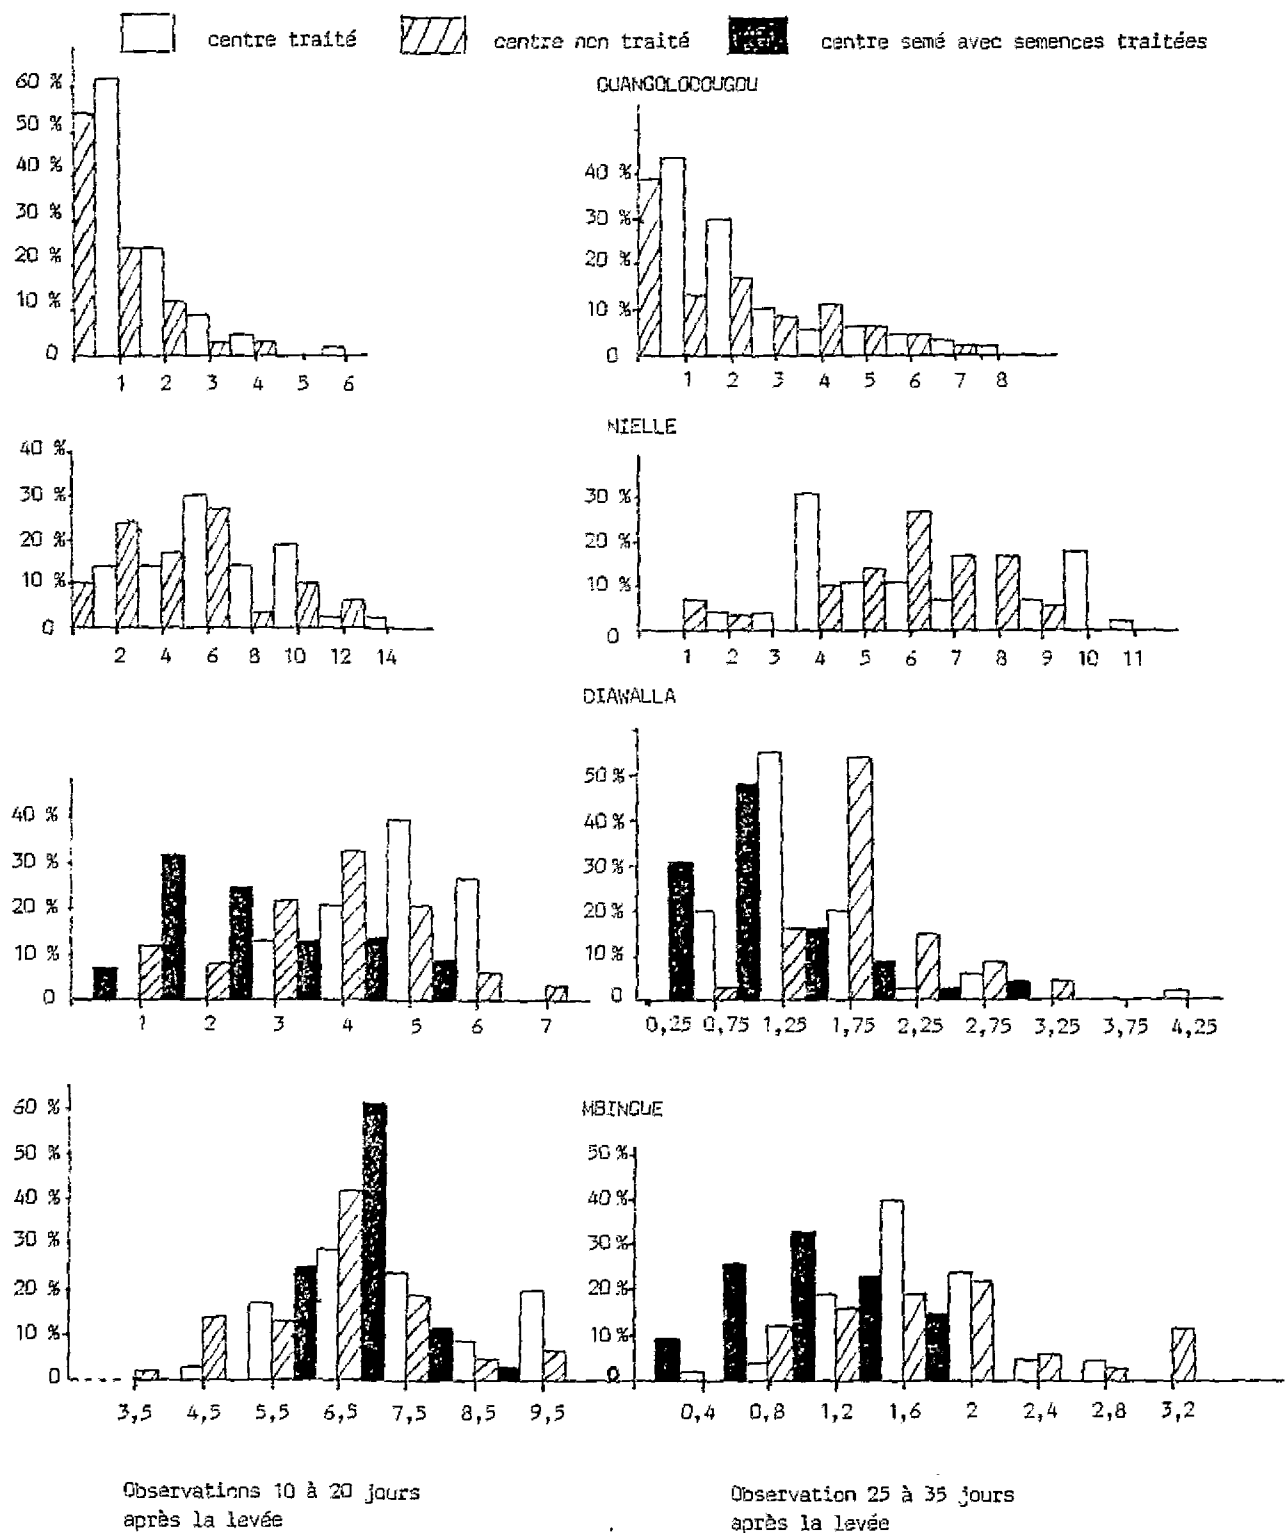 centre traité centre non traité centre semé avec semences traitées
OUANGOLODOUGOU
60 %
50 %
40 %
30 %
20 %
10 %
0
1 2 3 4 5 6
40 %
30 %
20 %
10 %
0
1 2 3 4 5 6 7 8
NIELLE
40 %
30 %
20 %
10 %
0
2 4 6 8 10 12 14
30 %
20 %
10 %
0
1 2 3 4 5 6 7 8 9 10 11
DIAWALLA
40 %
30 %
20 %
10 %
0
1 2 3 4 5 6 7
50 %
40 %
30 %
20 %
10 %
0
0,25 0,75 1,25 1,75 2,25 2,75 3,25 3,75 4,25
MBINGUE
60 %
50 %
40 %
30 %
20 %
10 %
0
3,5 4,5 5,5 6,5 7,5 8,5 9,5
50 %
40 %
30 %
20 %
10 %
0
0,4 0,8 1,2 1,6 2 2,4 2,8 3,2
Observations 10 à 20 jours
après la levée
Observation 25 à 35 jours
après la levée